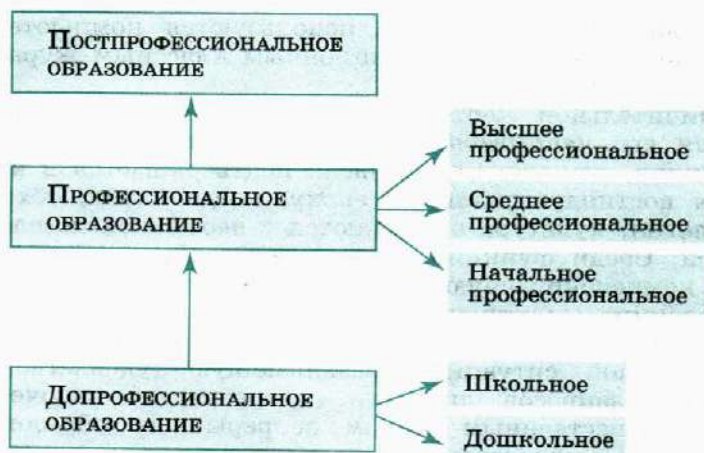 Постпрофессиональное
образование
Высшее
профессиональное
Профессиональное
образование
Среднее
профессиональное
Начальное
профессиональное
Допрофессиональное
образование
Школьное
Дошкольное